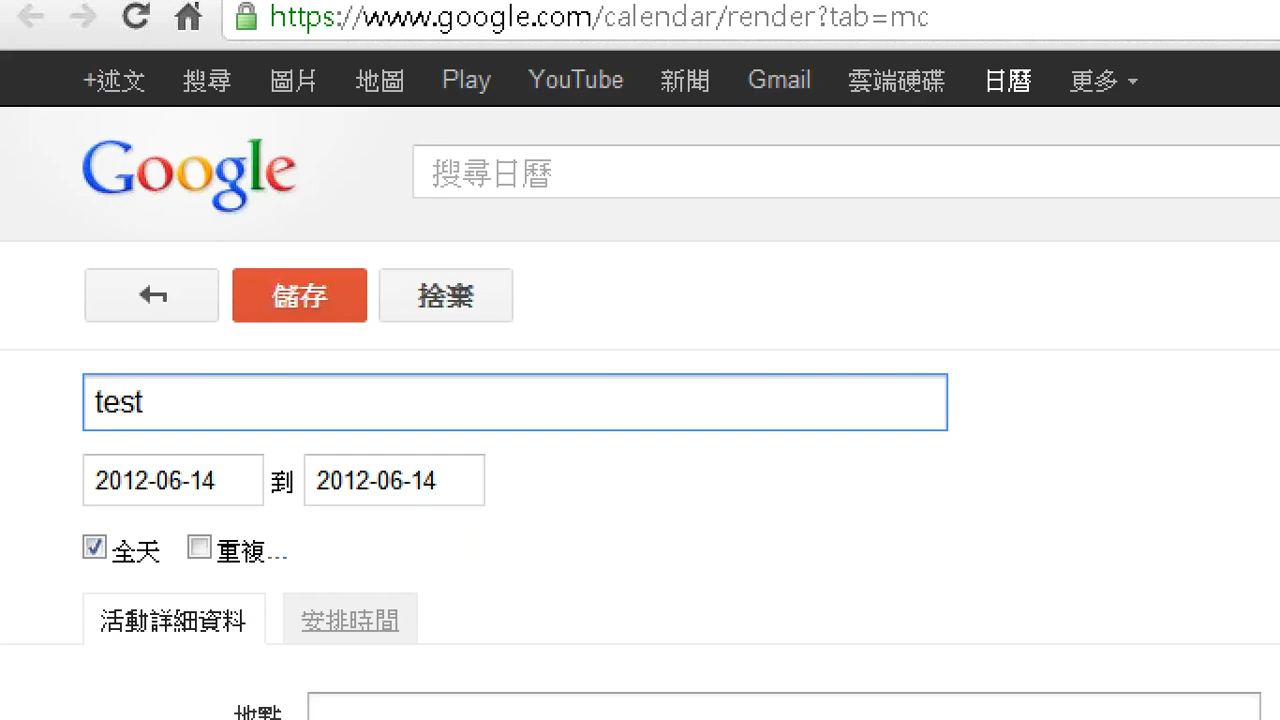 https://www.google.com/calendar/render?tab=mc
+述文 搜尋 圖片 地圖 Play YouTube 新聞 Gmail 雲端硬碟 日曆 更多
Google 搜尋日曆
儲存 捨棄
test
2012-06-14 到 2012-06-14
全天 重複...
活動詳細資料 安排時間
地點